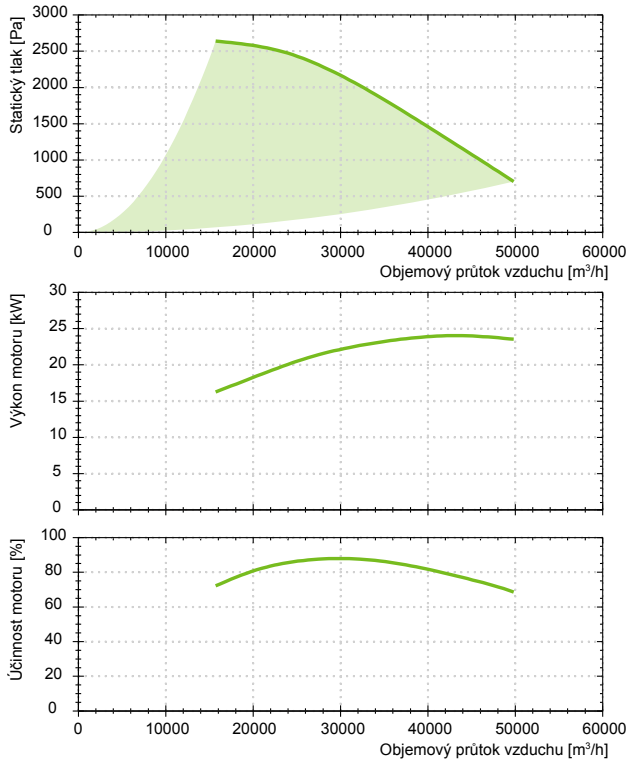 Statický tlak [Pa]
3000
2500
2000
1500
1000
500
0
0 10000 20000 30000 40000 50000 60000
Objemový průtok vzduchu [m³/h]
Výkon motoru [kW]
30
25
20
15
10
5
0
Účinnost motoru [%]
100
80
60
40
20
0
0 10000 20000 30000 40000 50000 60000
Objemový průtok vzduchu [m³/h]